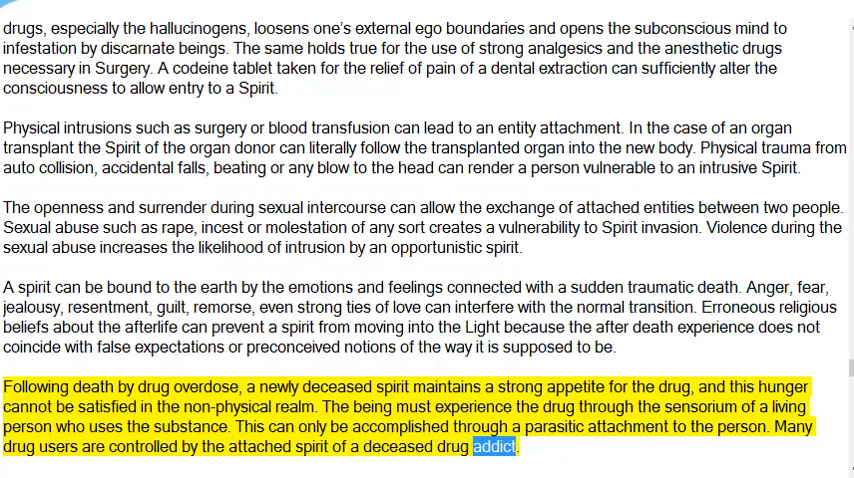 drugs, especially the hallucinogens, loosens one’s external ego boundaries and opens the subconscious mind to
infestation by discarnate beings. The same holds true for the use of strong analgesics and the anesthetic drugs
necessary in Surgery. A codeine tablet taken for the relief of pain of a dental extraction can sufficiently alter the
consciousness to allow entry to a Spirit.
Physical intrusions such as surgery or blood transfusion can lead to an entity attachment. In the case of an organ
transplant the Spirit of the organ donor can literally follow the transplanted organ into the new body. Physical trauma from
auto collision, accidental falls, beating or any blow to the head can render a person vulnerable to an intrusive Spirit.
The openness and surrender during sexual intercourse can allow the exchange of attached entities between two people.
Sexual abuse such as rape, incest or molestation of any sort creates a vulnerability to Spirit invasion. Violence during the
sexual abuse increases the likelihood of intrusion by an opportunistic spirit.
A spirit can be bound to the earth by the emotions and feelings connected with a sudden traumatic death. Anger, fear,
jealousy, resentment, guilt, remorse, even strong ties of love can interfere with the normal transition. Erroneous religious
beliefs about the afterlife can prevent a spirit from moving into the Light because the after death experience does not
coincide with false expectations or preconceived notions of the way it is supposed to be.
Following death by drug overdose, a newly deceased spirit maintains a strong appetite for the drug, and this hunger
cannot be satisfied in the non-physical realm. The being must experience the drug through the sensorium of a living
person who uses the substance. This can only be accomplished through a parasitic attachment to the person. Many
drug users are controlled by the attached spirit of a deceased drug addict.